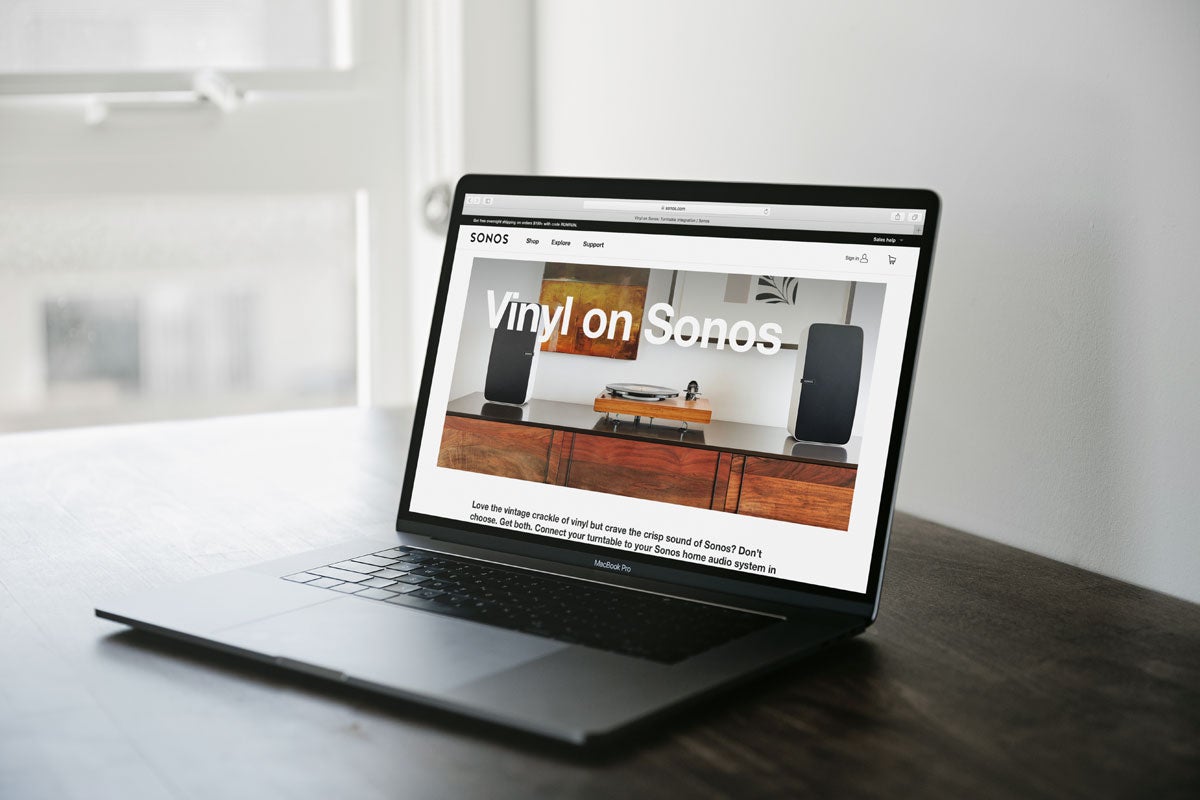 sonos.com
Vinyl on Sonos: Turntable Integration | Sonos
Get free overnight shipping on orders $199+ with code
Sales help
SONOS
Shop Explore Support
Sign in
Vinyl on Sonos
Love the vintage crackle of vinyl but crave the crisp sound of Sonos? Don't
choose. Get both. Connect your turntable to your Sonos home audio system in
MacBook Pro